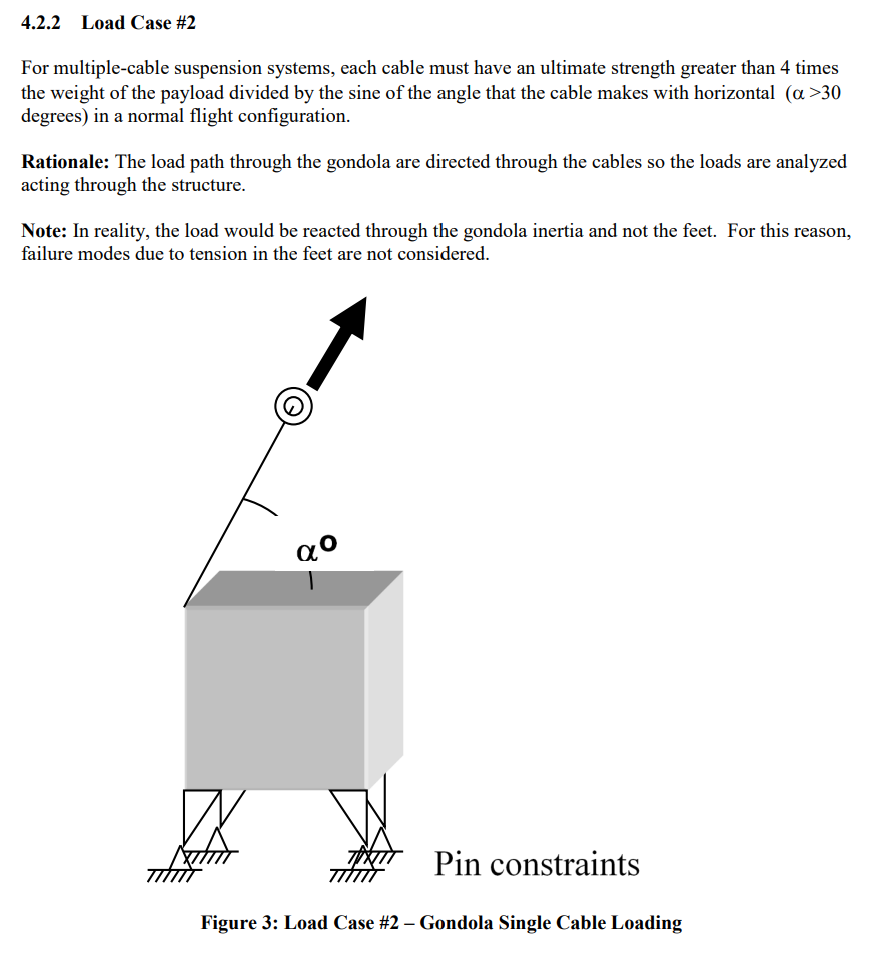 4.2.2 Load Case #2
For multiple-cable suspension systems, each cable must have an ultimate strength greater than 4 times
the weight of the payload divided by the sine of the angle that the cable makes with horizontal (α >30
degrees) in a normal flight configuration.
Rationale: The load path through the gondola are directed through the cables so the loads are analyzed
acting through the structure.
Note: In reality, the load would be reacted through the gondola inertia and not the feet. For this reason,
failure modes due to tension in the feet are not considered.
αº
Pin constraints
Figure 3: Load Case #2 – Gondola Single Cable Loading